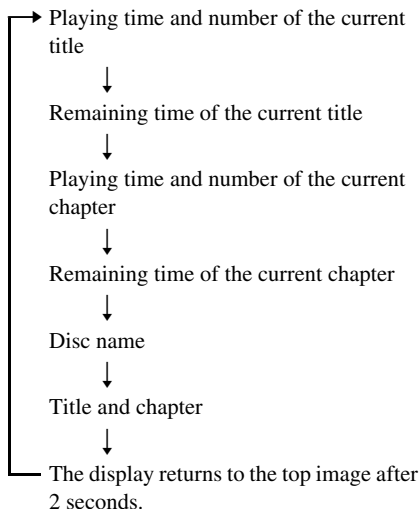 Playing time and number of the current
title
Remaining time of the current title
Playing time and number of the current
chapter
Remaining time of the current chapter
Disc name
Title and chapter
The display returns to the top image after
2 seconds.